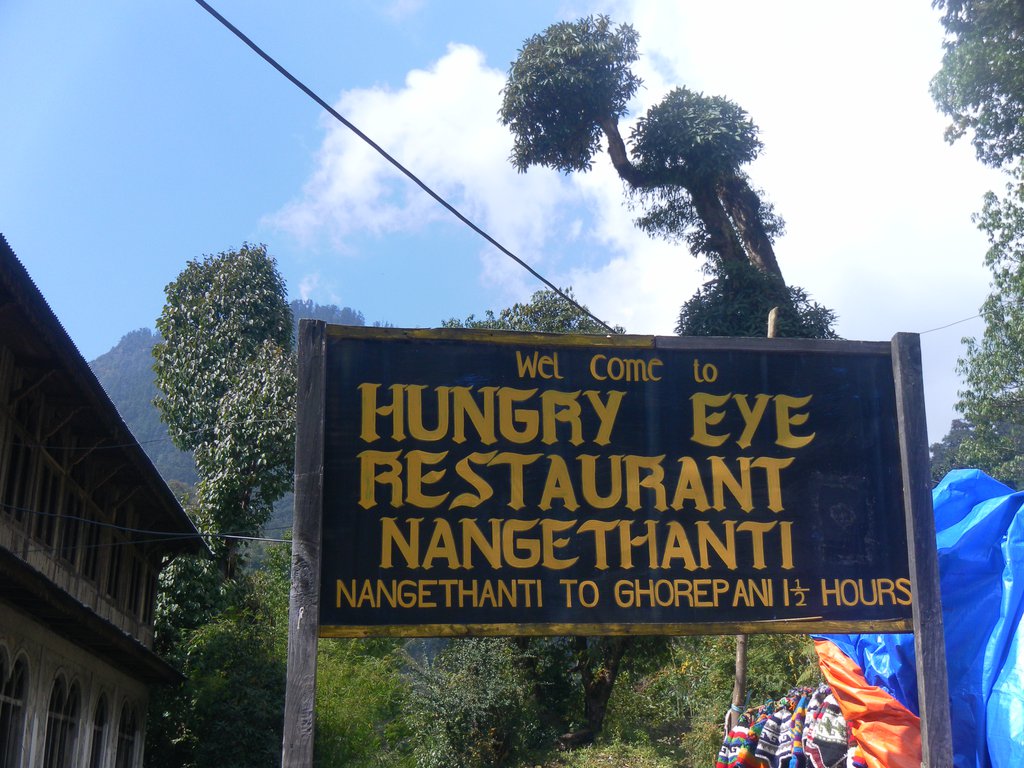 Wel come to
HUNGRY EYE
RESTAURANT
NANGETHANTI
NANGETHANTI TO GHOREPANI 1½ HOURS